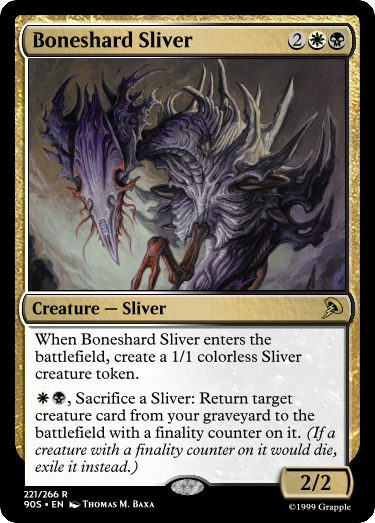 Boneshard Sliver 2
Creature — Sliver
When Boneshard Sliver enters the
battlefield, create a 1/1 colorless Sliver
creature token.
, Sacrifice a Sliver: Return target
creature card from your graveyard to the
battlefield with a finality counter on it. (If a
creature with a finality counter on it would die,
exile it instead.)
2/2
221/266 R
90S • EN Thomas M. Baxa
©1999 Grapple